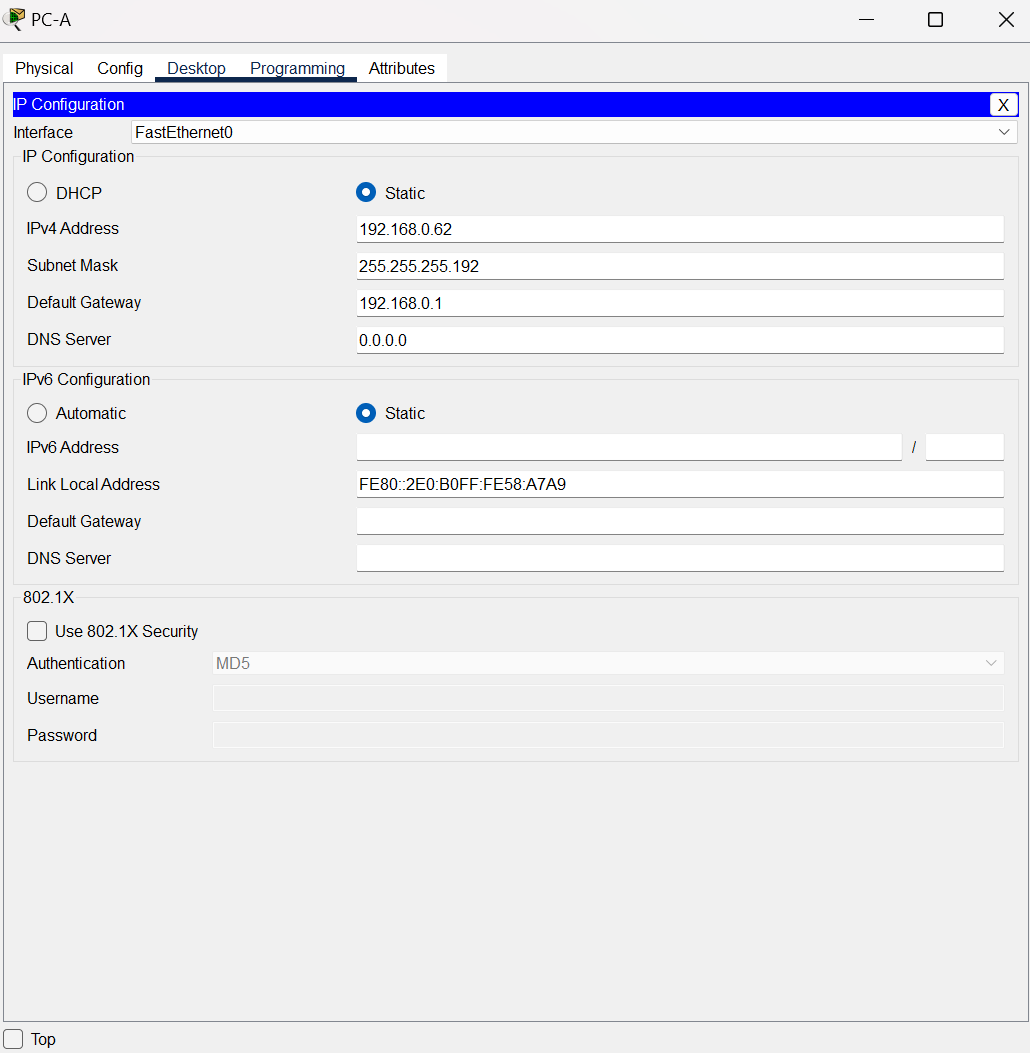 PC-A
Physical Config Desktop Programming Attributes
IP Configuration X
Interface FastEthernet0
IP Configuration
DHCP Static
IPv4 Address 192.168.0.62
Subnet Mask 255.255.255.192
Default Gateway 192.168.0.1
DNS Server 0.0.0.0
IPv6 Configuration
Automatic Static
IPv6 Address /
Link Local Address FE80::2E0:B0FF:FE58:A7A9
Default Gateway
DNS Server
802.1X
Use 802.1X Security
Authentication MD5
Username
Password
Top